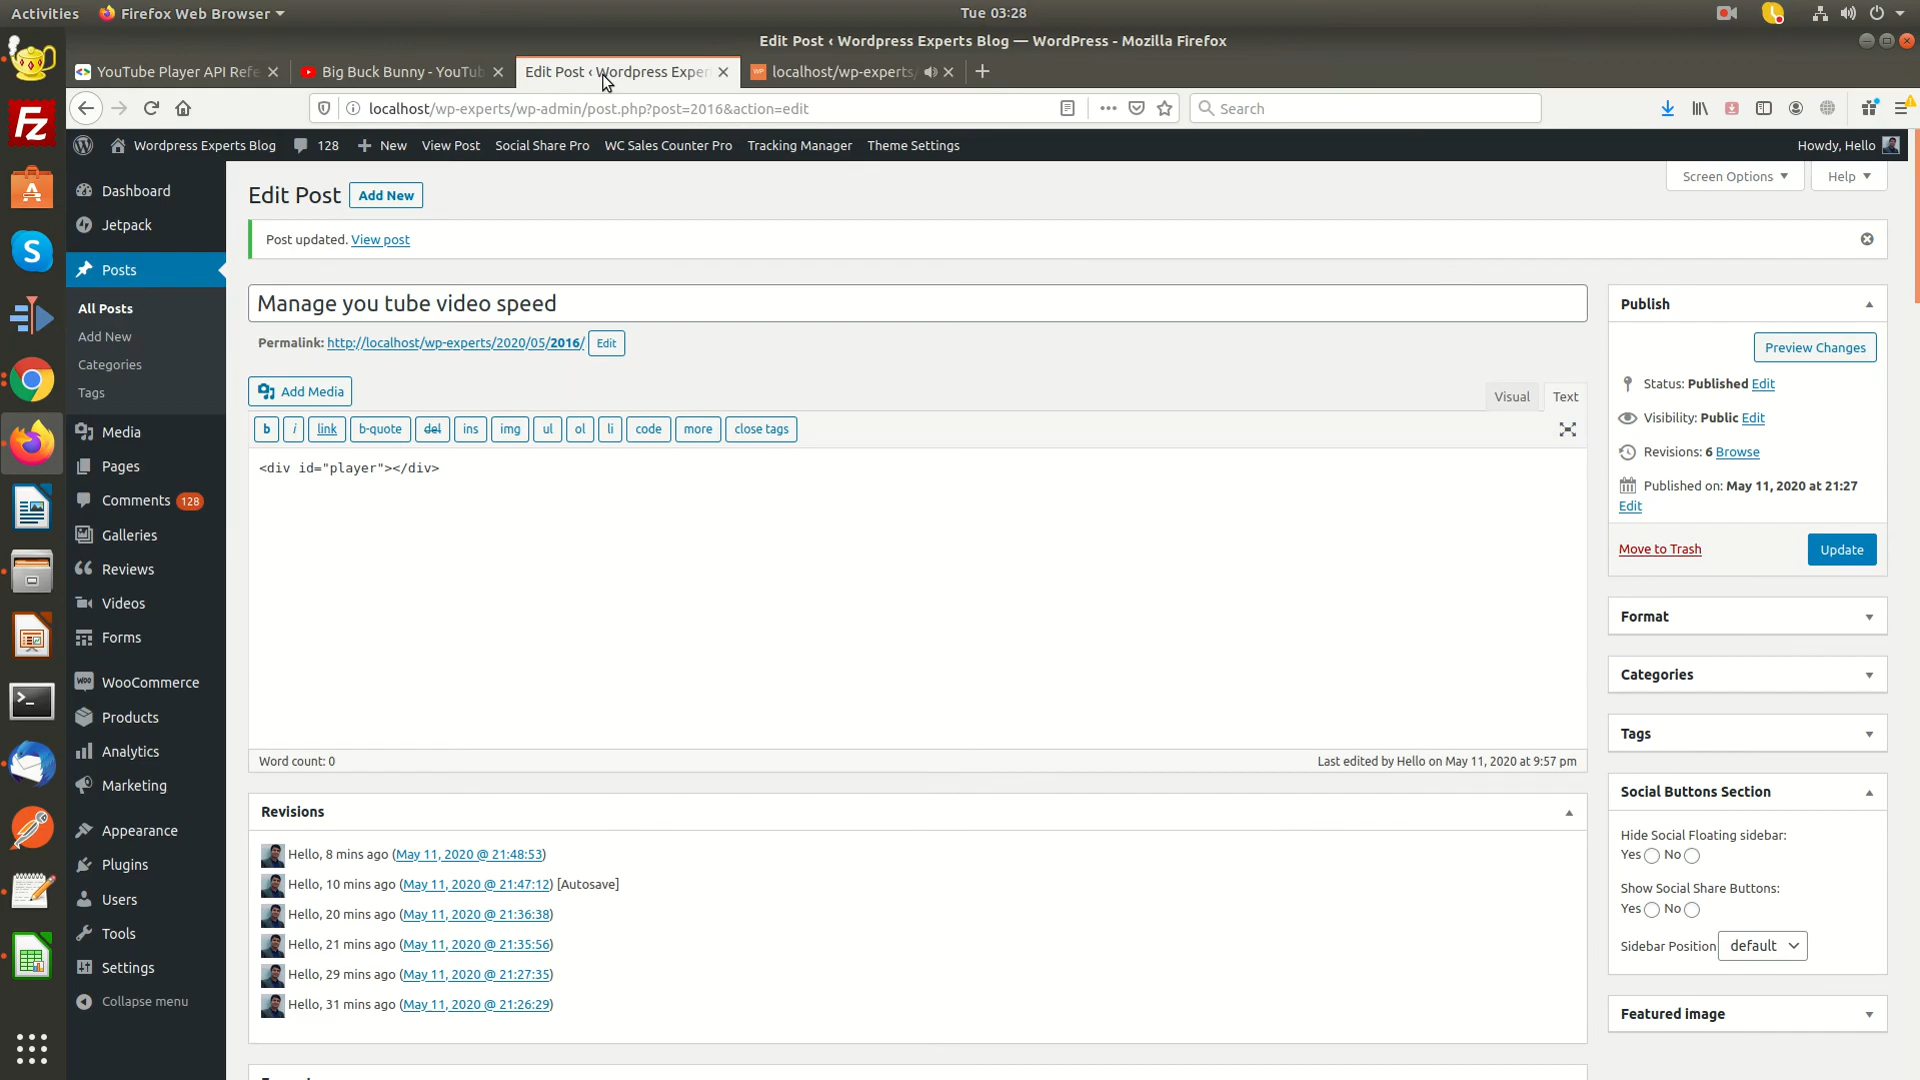 Activities
Firefox Web Browser
Tue 03:28
Edit Post ‹ Wordpress Experts Blog — WordPress - Mozilla Firefox
YouTube Player API Refe
Big Buck Bunny - YouTub
Edit Post ‹ Wordpress Exper
WP localhost/wp-experts/
localhost/wp-experts/wp-admin/post.php?post=2016&action=edit
Search
Wordpress Experts Blog
128
New
View Post
Social Share Pro
WC Sales Counter Pro
Tracking Manager
Theme Settings
Howdy, Hello
Dashboard
Jetpack
Posts
All Posts
Add New
Categories
Tags
Media
Pages
Comments 128
Galleries
Reviews
Videos
Forms
Woo WooCommerce
Products
Analytics
Marketing
Appearance
Plugins
Users
Tools
Settings
Collapse menu
Screen Options
Help
Edit Post
Add New
Post updated. View post
Manage you tube video speed
Permalink: http://localhost/wp-experts/2020/05/2016/ Edit
Add Media
Visual
Text
b
i
link
b-quote
del
ins
img
ul
ol
li
code
more
close tags
<div id="player"></div>
Word count: 0
Last edited by Hello on May 11, 2020 at 9:57 pm
Revisions
Hello, 8 mins ago (May 11, 2020 @ 21:48:53)
Hello, 10 mins ago (May 11, 2020 @ 21:47:12) [Autosave]
Hello, 20 mins ago (May 11, 2020 @ 21:36:38)
Hello, 21 mins ago (May 11, 2020 @ 21:35:56)
Hello, 29 mins ago (May 11, 2020 @ 21:27:35)
Hello, 31 mins ago (May 11, 2020 @ 21:26:29)
Publish
Preview Changes
Status: Published Edit
Visibility: Public Edit
Revisions: 6 Browse
Published on: May 11, 2020 at 21:27
Edit
Move to Trash
Update
Format
Categories
Tags
Social Buttons Section
Hide Social Floating sidebar:
Yes No
Show Social Share Buttons:
Yes No
Sidebar Position default
Featured image
Fz
A
S